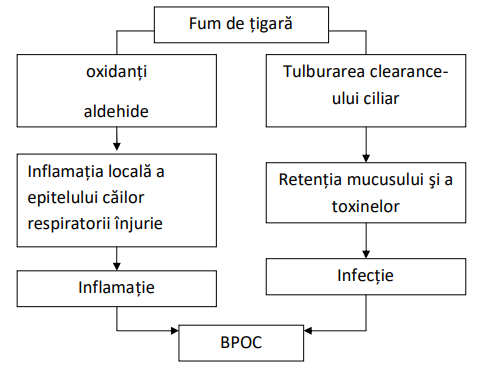 Fum de țigară
oxidanți
aldehide
Tulburarea clearance-
ului ciliar
Inflamația locală a
epitelului căilor
respiratorii înjurie
Retenția mucusului şi a
toxinelor
Inflamație
Infecție
BPOC